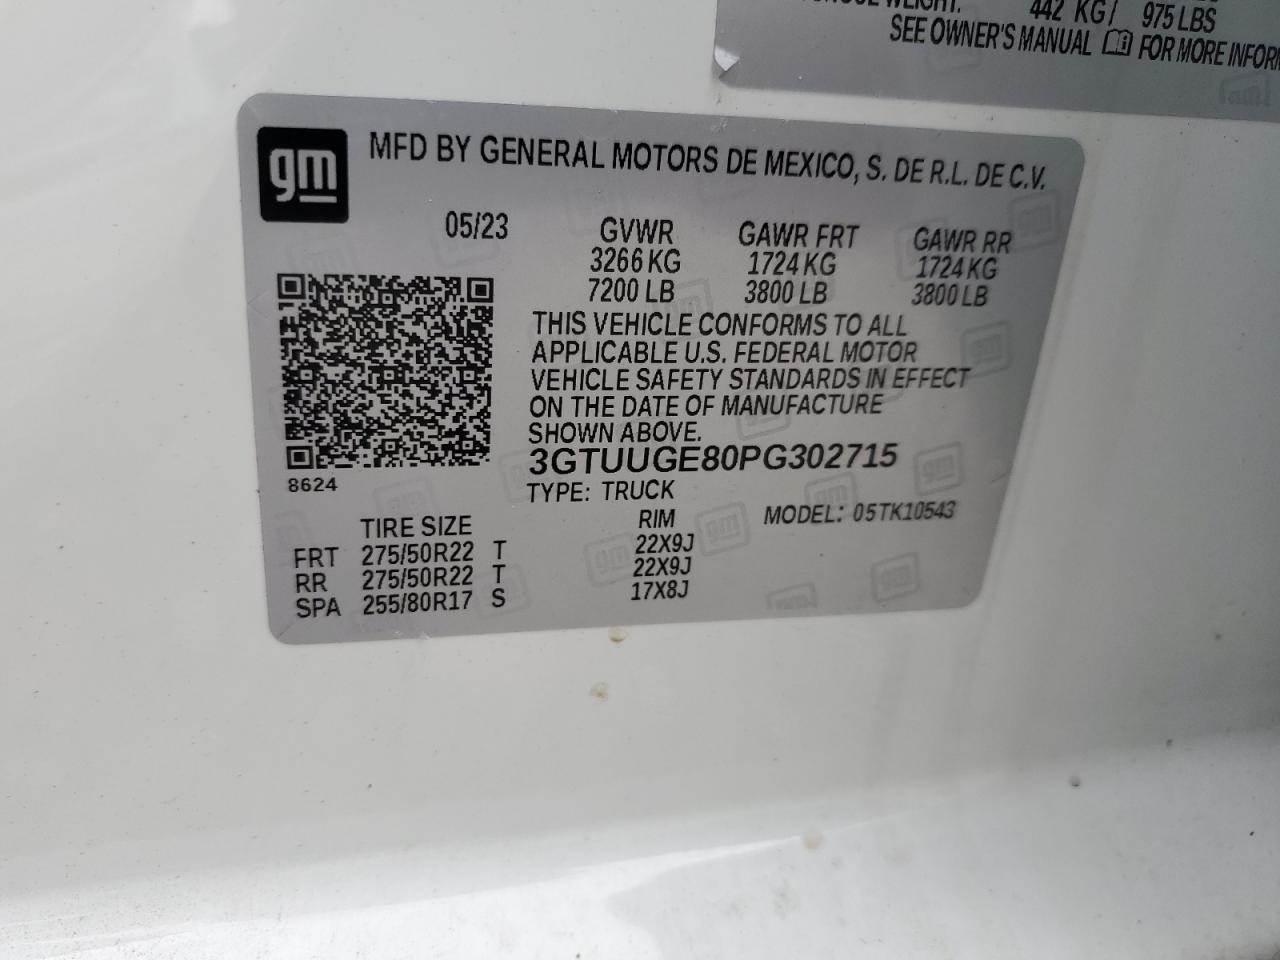 442 KG/ 975 LBS
SEE OWNER'S MANUAL FOR MORE
gm
MFD BY GENERAL MOTORS DE MEXICO, S. DE R.L. DE C.V.
05/23 GVWR GAWR FRT GAWR RR
3266 KG 1724 KG 1724 KG
7200 LB 3800 LB 3800 LB
THIS VEHICLE CONFORMS TO ALL
APPLICABLE U.S. FEDERAL MOTOR
VEHICLE SAFETY STANDARDS IN EFFECT
ON THE DATE OF MANUFACTURE
SHOWN ABOVE.
3GTUUGE80PG302715
8624
TYPE: TRUCK
MODEL: 05TK10543
TIRE SIZE RIM
FRT 275/50R22 T 22X9J
RR 275/50R22 T 22X9J
SPA 255/80R17 S 17X8J